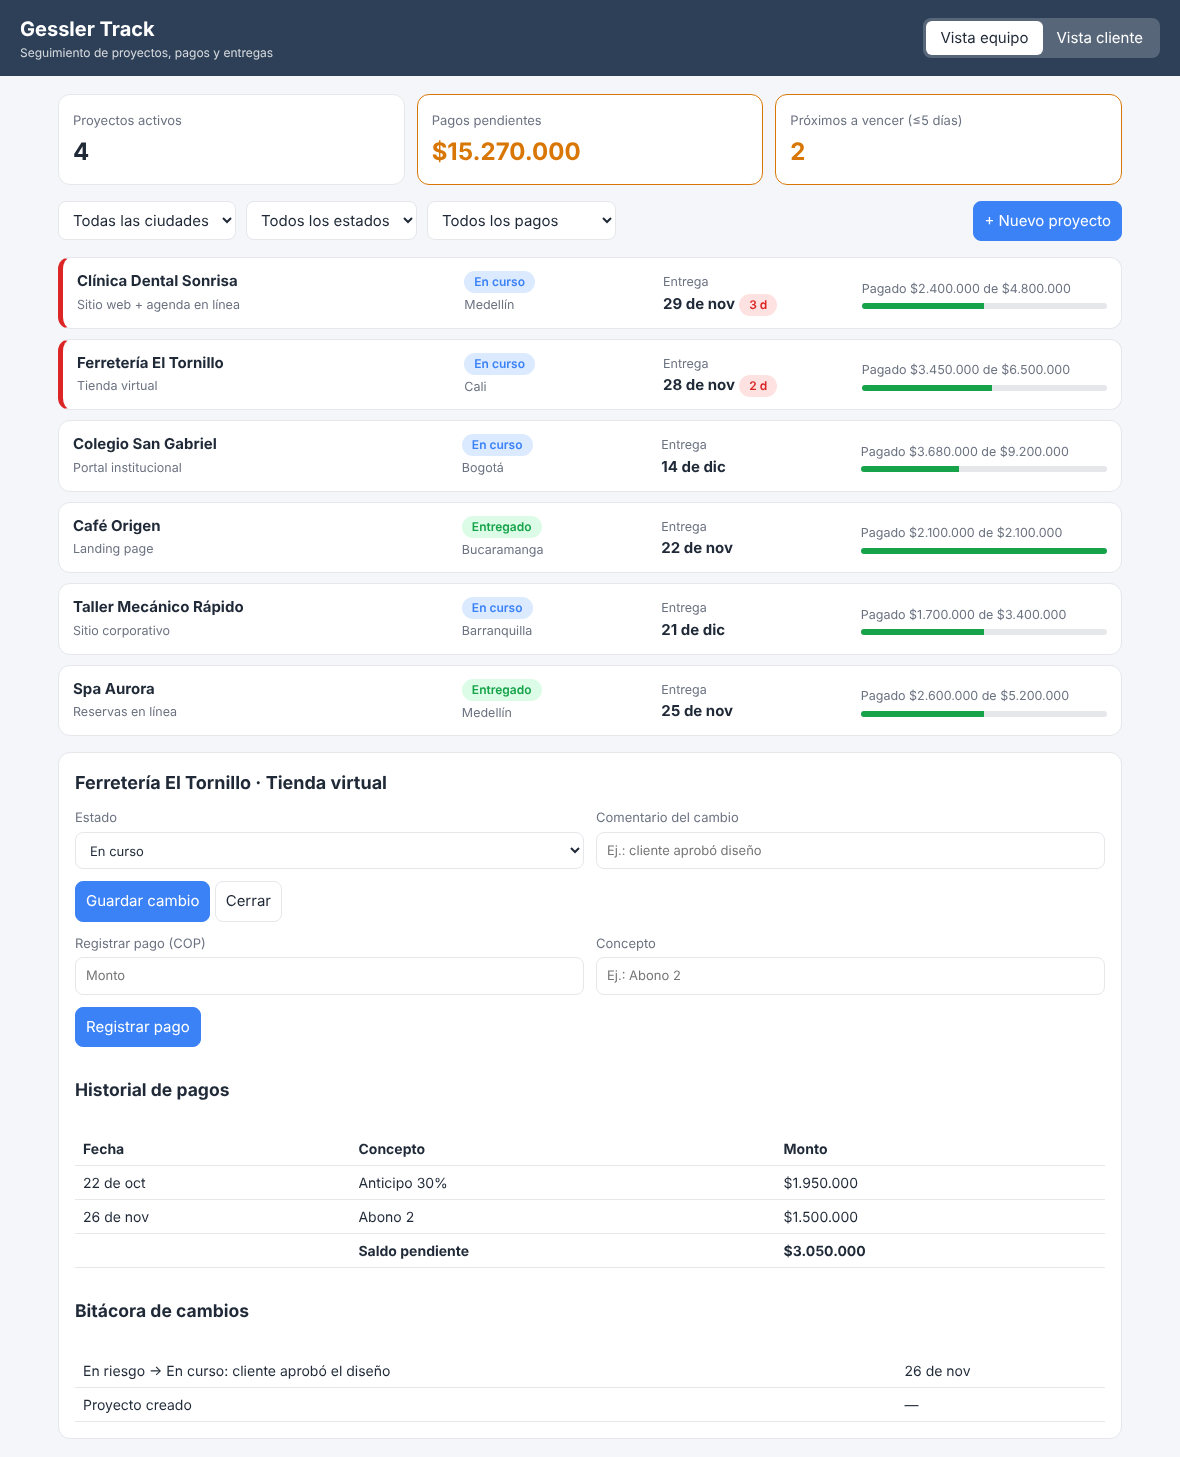 Gessler Track
Seguimiento de proyectos, pagos y entregas
Vista equipo
Vista cliente
Proyectos activos
4
Pagos pendientes
$15.270.000
Próximos a vencer (≤5 días)
2
Todas las ciudades
Todos los estados
Todos los pagos
+ Nuevo proyecto
Clínica Dental Sonrisa
Sitio web + agenda en línea
En curso
Medellín
Entrega
29 de nov 3 d
Pagado $2.400.000 de $4.800.000
Ferretería El Tornillo
Tienda virtual
En curso
Cali
Entrega
28 de nov 2 d
Pagado $3.450.000 de $6.500.000
Colegio San Gabriel
Portal institucional
En curso
Bogotá
Entrega
14 de dic
Pagado $3.680.000 de $9.200.000
Café Origen
Landing page
Entregado
Bucaramanga
Entrega
22 de nov
Pagado $2.100.000 de $2.100.000
Taller Mecánico Rápido
Sitio corporativo
En curso
Barranquilla
Entrega
21 de dic
Pagado $1.700.000 de $3.400.000
Spa Aurora
Reservas en línea
Entregado
Medellín
Entrega
25 de nov
Pagado $2.600.000 de $5.200.000
Ferretería El Tornillo · Tienda virtual
Estado
En curso
Comentario del cambio
Ej.: cliente aprobó diseño
Guardar cambio
Cerrar
Registrar pago (COP)
Monto
Concepto
Ej.: Abono 2
Registrar pago
Historial de pagos
Fecha Concepto Monto
22 de oct Anticipo 30% $1.950.000
26 de nov Abono 2 $1.500.000
Saldo pendiente $3.050.000
Bitácora de cambios
En riesgo → En curso: cliente aprobó el diseño 26 de nov
Proyecto creado —